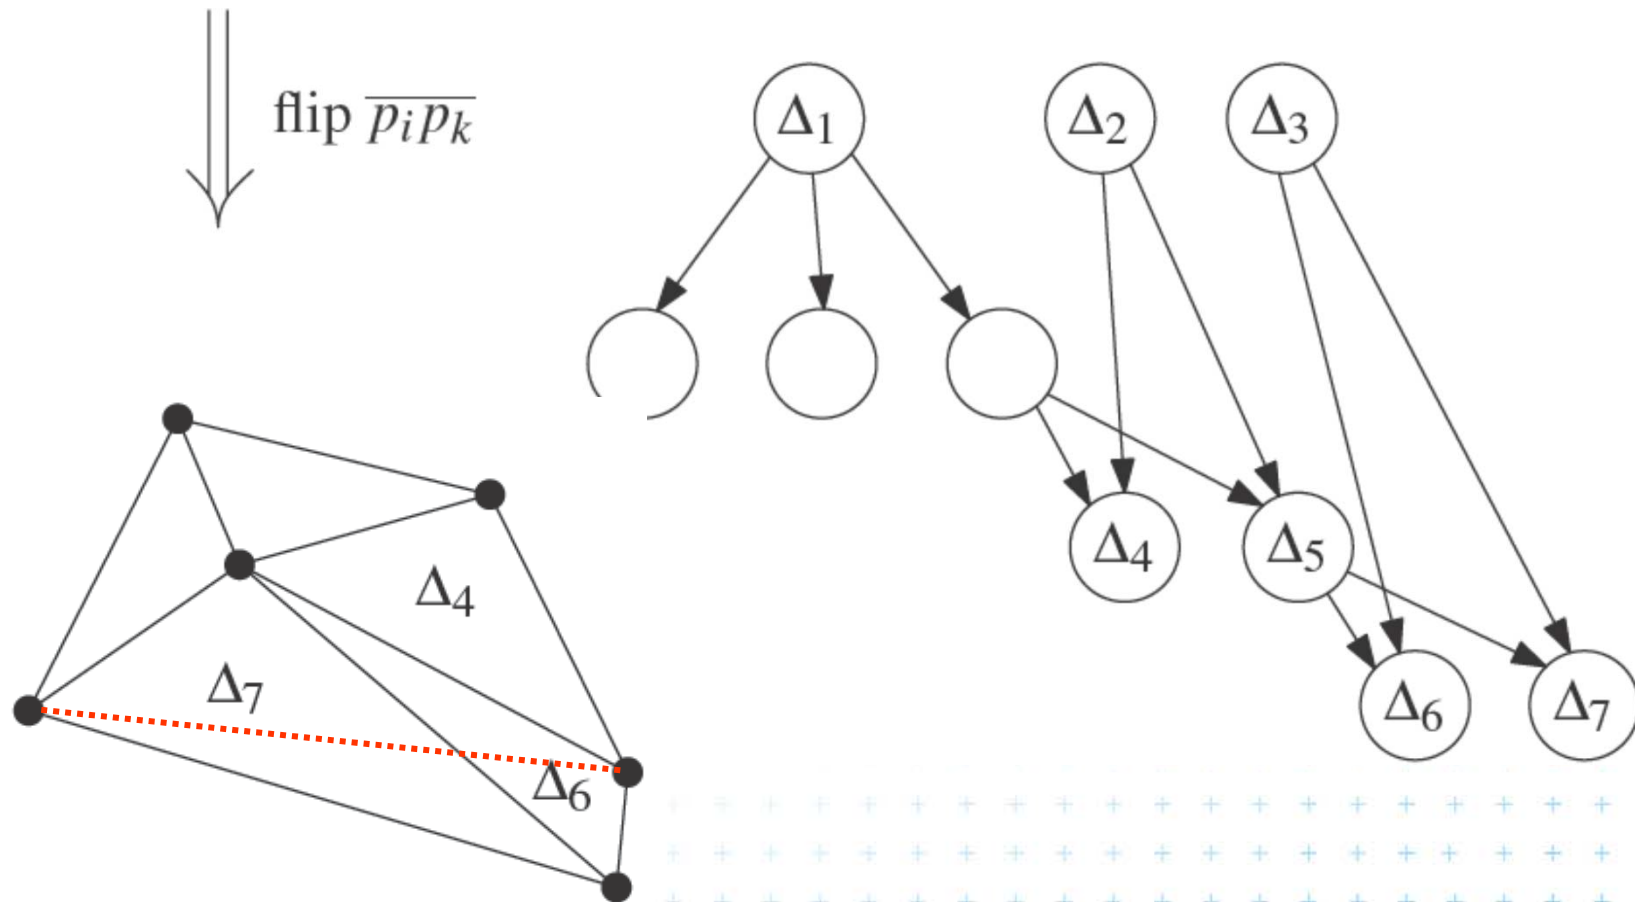 flip $\overline{p_i p_k}$
Δ₁
Δ₂
Δ₃
Δ₄
Δ₅
Δ₆
Δ₇
Δ₄
Δ₇
Δ₆